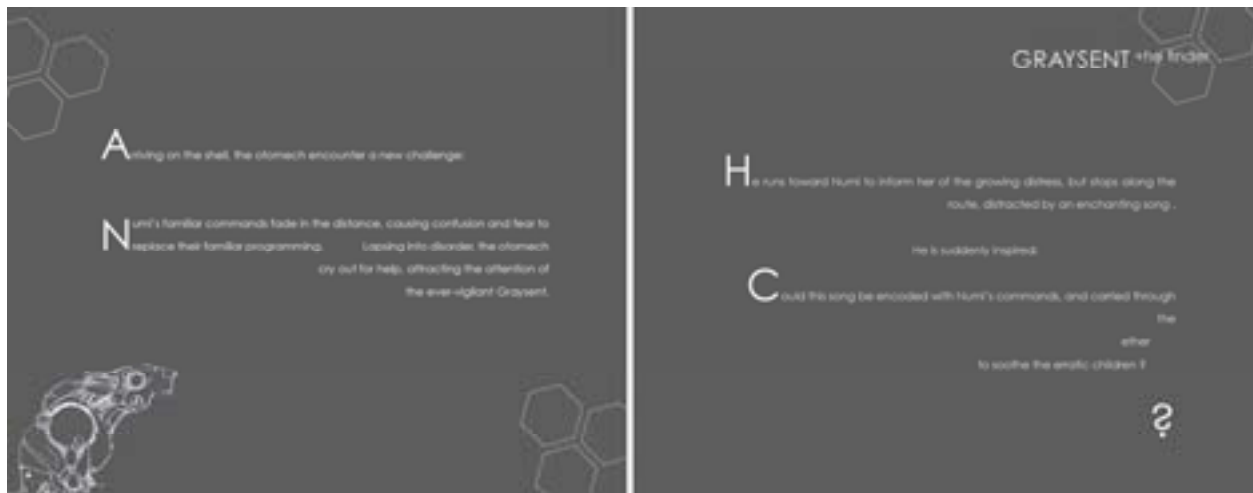 Arriving on the shell, the otomech encounter a new challenge:
Numi's familiar commands fade in the distance, causing confusion and fear to
replace their familiar programming. Lapsing into disorder, the otomech
cry out for help, attracting the attention of
the ever-vigilant Graysent.
GRAYSENT the finder
He runs toward Numi to inform her of the growing distress, but stops along the
route, distracted by an enchanting song .
He is suddenly inspired:
Could this song be encoded with Numi's commands, and carried through
the
ether
to soothe the erratic children ?
?